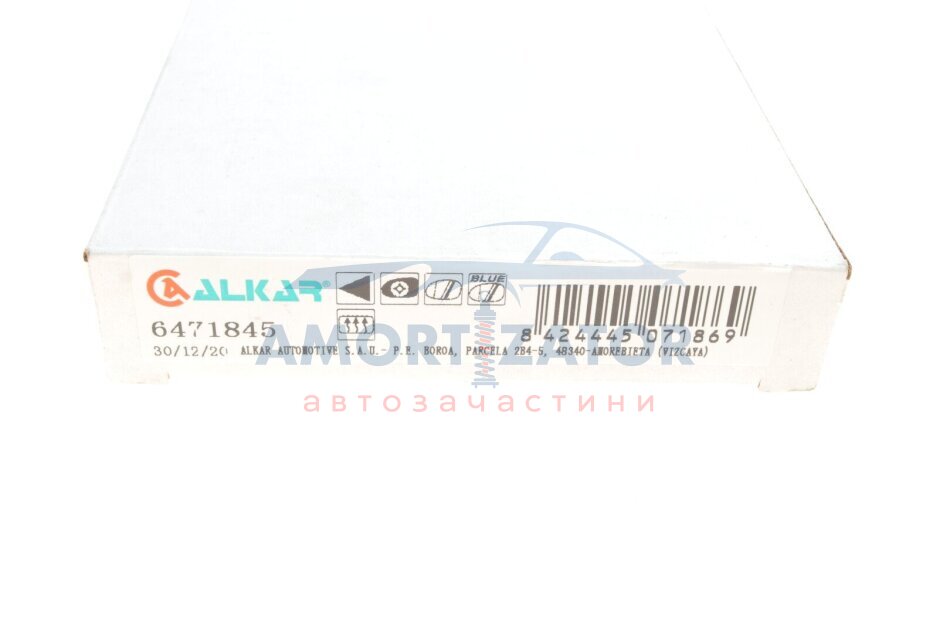 ALKAR®
BLUE
6471845
8 424445 071869
30/12/20 ALKAR AUTOMOTIVE S.A.U.- P.E. BOROA, PARCELA 2B4-5, 48340-AMOREBIETA (VIZCAYA)
AMORTIZATOR
автозачастини